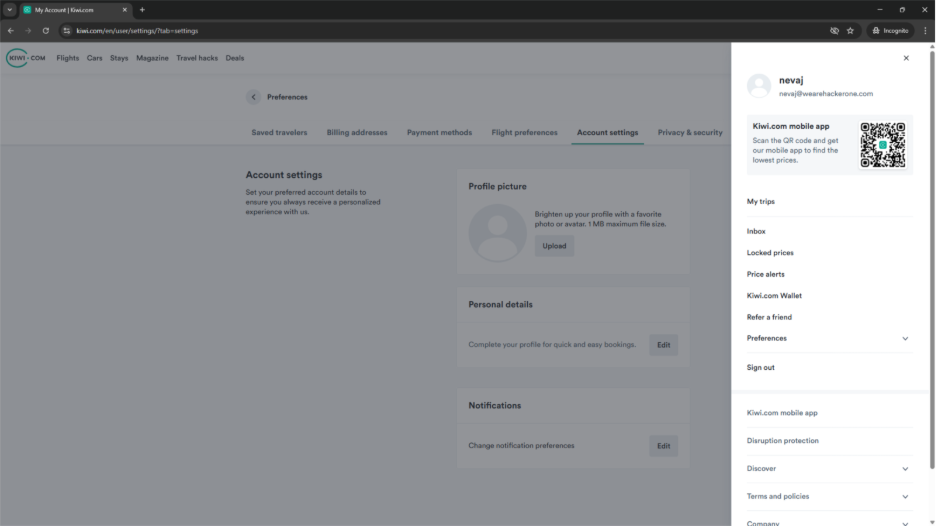 My Account | Kiwi.com
kiwi.com/en/user/settings/?tab=settings
Incognito
KIWI•COM
Flights
Cars
Stays
Magazine
Travel hacks
Deals
Preferences
Saved travelers
Billing addresses
Payment methods
Flight preferences
Account settings
Privacy & security
Account settings
Set your preferred account details to
ensure you always receive a personalized
experience with us.
Profile picture
Brighten up your profile with a favorite
photo or avatar. 1 MB maximum file size.
Upload
Personal details
Complete your profile for quick and easy bookings.
Edit
Notifications
Change notification preferences
Edit
nevaj
nevaj@wearehackerone.com
Kiwi.com mobile app
Scan the QR code and get
our mobile app to find the
lowest prices.
My trips
Inbox
Locked prices
Price alerts
Kiwi.com Wallet
Refer a friend
Preferences
Sign out
Kiwi.com mobile app
Disruption protection
Discover
Terms and policies
Company